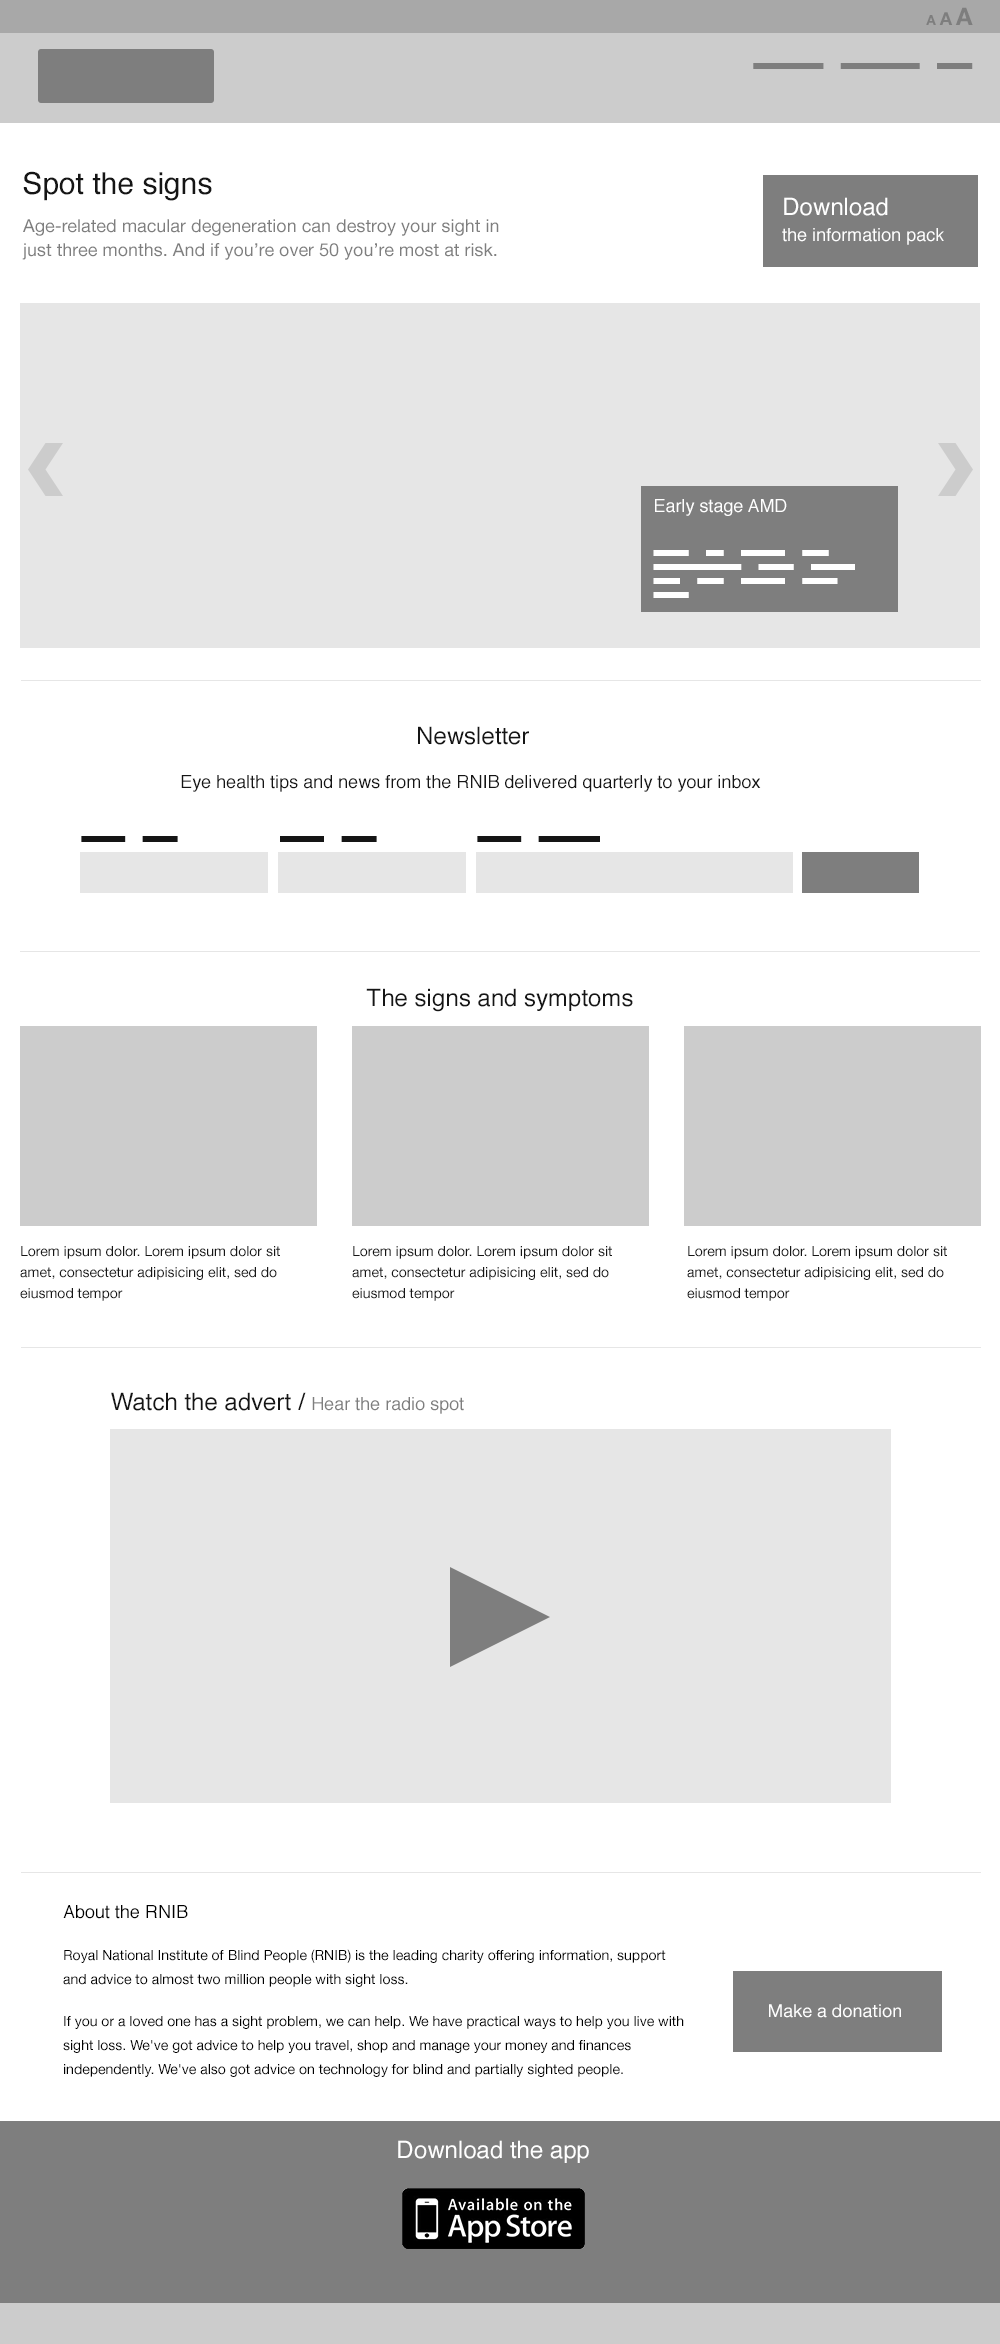 A A A
Spot the signs
Age-related macular degeneration can destroy your sight in
just three months. And if you’re over 50 you’re most at risk.
Download
the information pack
Early stage AMD
Newsletter
Eye health tips and news from the RNIB delivered quarterly to your inbox
The signs and symptoms
Lorem ipsum dolor. Lorem ipsum dolor sit
amet, consectetur adipisicing elit, sed do
eiusmod tempor
Lorem ipsum dolor. Lorem ipsum dolor sit
amet, consectetur adipisicing elit, sed do
eiusmod tempor
Lorem ipsum dolor. Lorem ipsum dolor sit
amet, consectetur adipisicing elit, sed do
eiusmod tempor
Watch the advert / Hear the radio spot
About the RNIB
Royal National Institute of Blind People (RNIB) is the leading charity offering information, support
and advice to almost two million people with sight loss.
If you or a loved one has a sight problem, we can help. We have practical ways to help you live with
sight loss. We've got advice to help you travel, shop and manage your money and finances
independently. We've also got advice on technology for blind and partially sighted people.
Make a donation
Download the app
Available on the
App Store